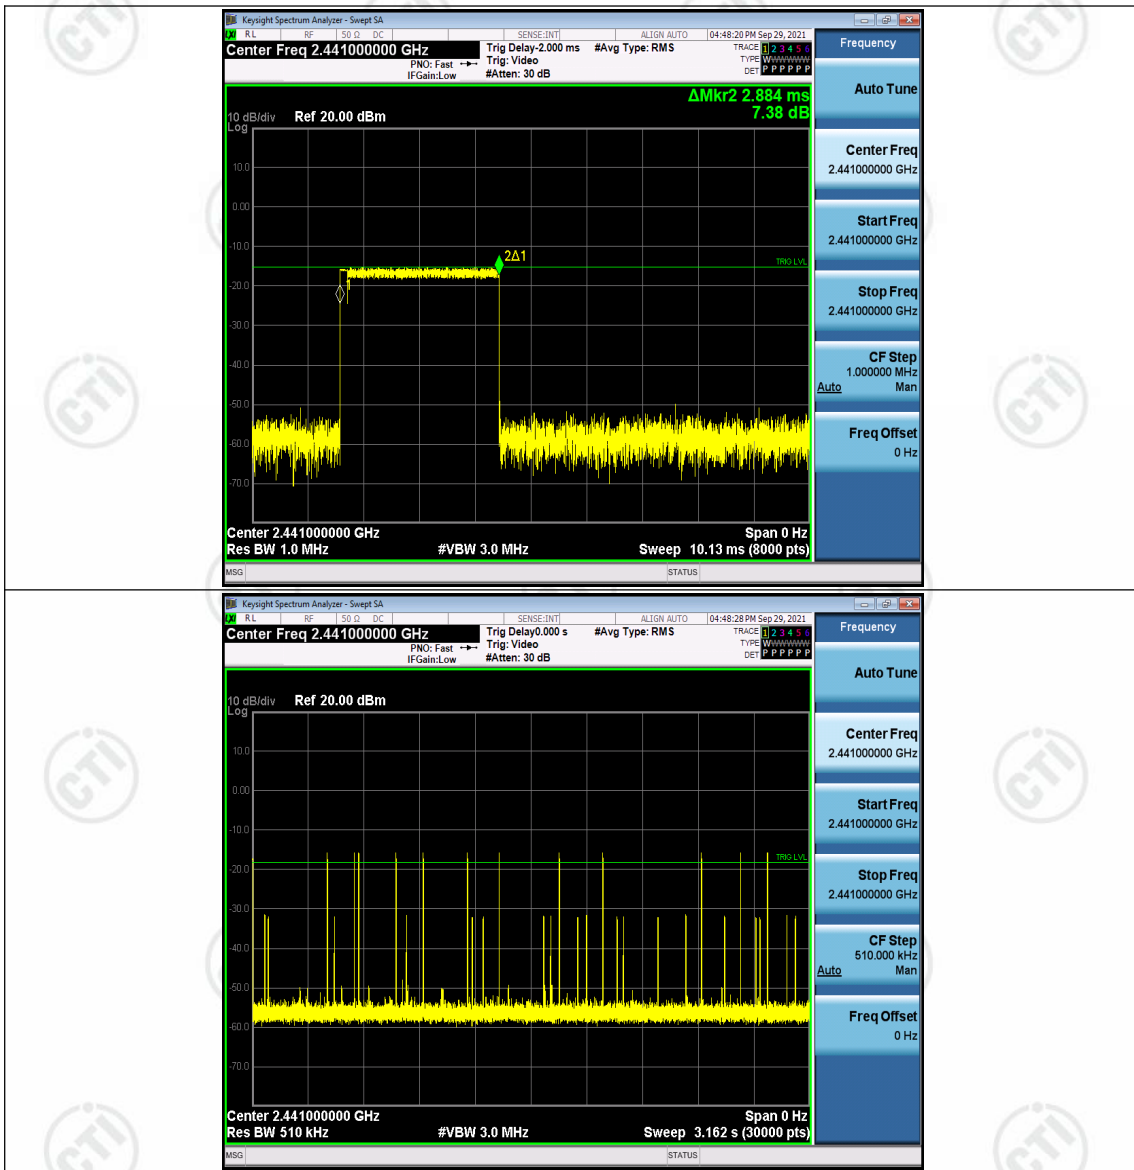 Keysight Spectrum Analyzer - Swept SA
LXI RL RF 50 Ω DC SENSE:INT ALIGN AUTO 04:48:20 PM Sep 29, 2021
Center Freq 2.441000000 GHz Trig Delay-2.000 ms #Avg Type: RMS TRACE 1 2 3 4 5 6
PNO: Fast Trig: Video TYPE WWWWWW
IFGain:Low #Atten: 30 dB DET P P P P P P
Frequency
Auto Tune
Center Freq
2.441000000 GHz
Start Freq
2.441000000 GHz
Stop Freq
2.441000000 GHz
CF Step
1.000000 MHz
Auto Man
Freq Offset
0 Hz
ΔMkr2 2.884 ms
7.38 dB
10 dB/div Ref 20.00 dBm
Log
10.0
0.00
-10.0
2Δ1
TRIG LVL
-20.0
-30.0
-40.0
-50.0
-60.0
-70.0
Center 2.441000000 GHz Span 0 Hz
Res BW 1.0 MHz #VBW 3.0 MHz Sweep 10.13 ms (8000 pts)
MSG STATUS
Keysight Spectrum Analyzer - Swept SA
LXI RL RF 50 Ω DC SENSE:INT ALIGN AUTO 04:48:28 PM Sep 29, 2021
Center Freq 2.441000000 GHz Trig Delay0.000 s #Avg Type: RMS TRACE 1 2 3 4 5 6
PNO: Fast Trig: Video TYPE WWWWWW
IFGain:Low #Atten: 30 dB DET P P P P P P
Frequency
Auto Tune
Center Freq
2.441000000 GHz
Start Freq
2.441000000 GHz
Stop Freq
2.441000000 GHz
CF Step
510.000 kHz
Auto Man
Freq Offset
0 Hz
10 dB/div Ref 20.00 dBm
Log
10.0
0.00
-10.0
TRIG LVL
-20.0
-30.0
-40.0
-50.0
-60.0
-70.0
Center 2.441000000 GHz Span 0 Hz
Res BW 510 kHz #VBW 3.0 MHz Sweep 3.162 s (30000 pts)
MSG STATUS
CTI
CTI
CTI
CTI
CTI
CTI
CTI
CTI